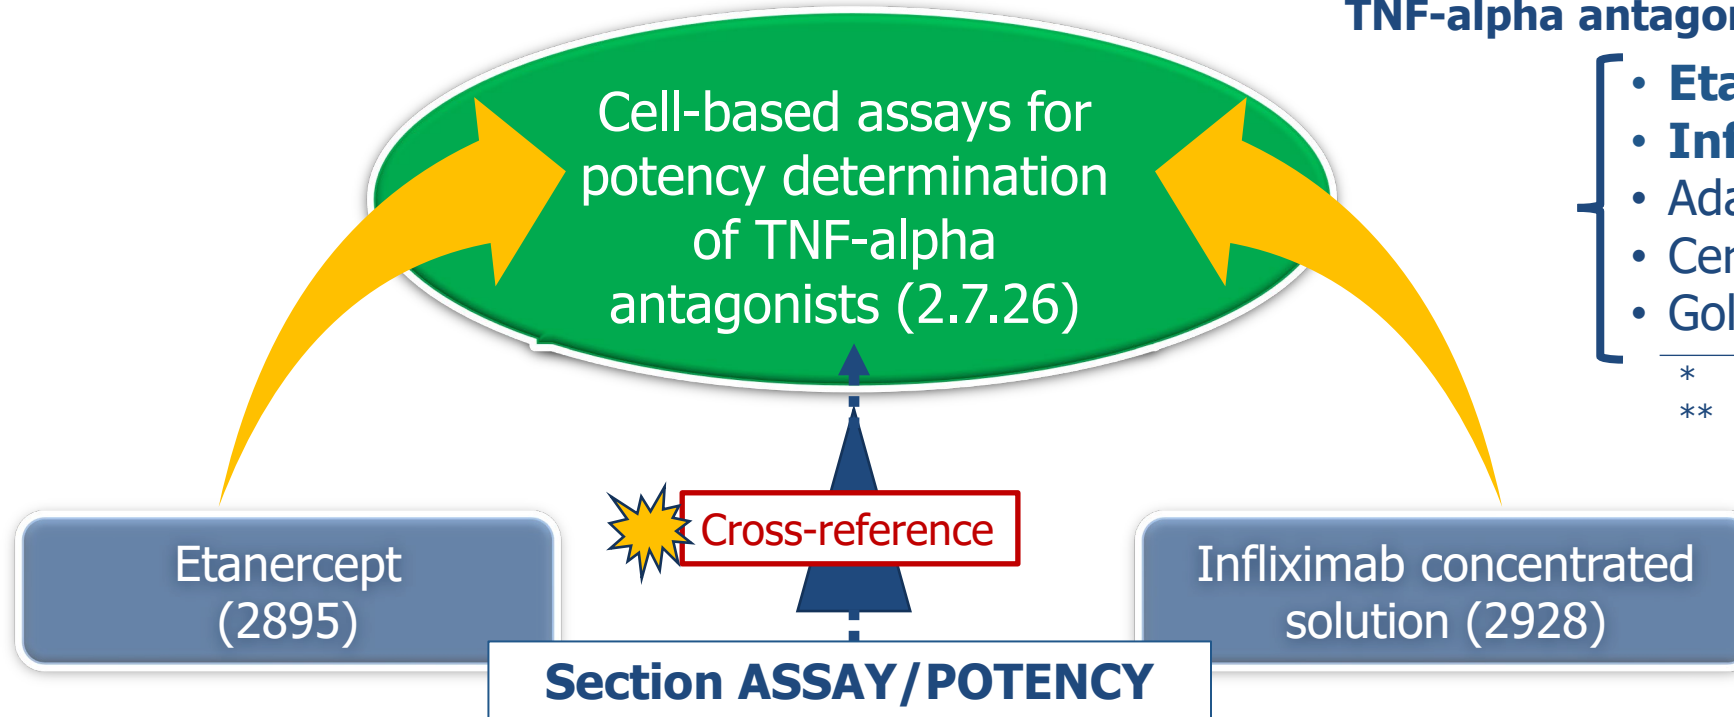 TNF-alpha antagon
Cell-based assays for
potency determination
of TNF-alpha
antagonists (2.7.26)
• Eta
• Inf
• Ada
• Cer
• Gol
*
**
Cross-reference
Etanercept
(2895)
Infliximab concentrated
solution (2928)
Section ASSAY/POTENCY